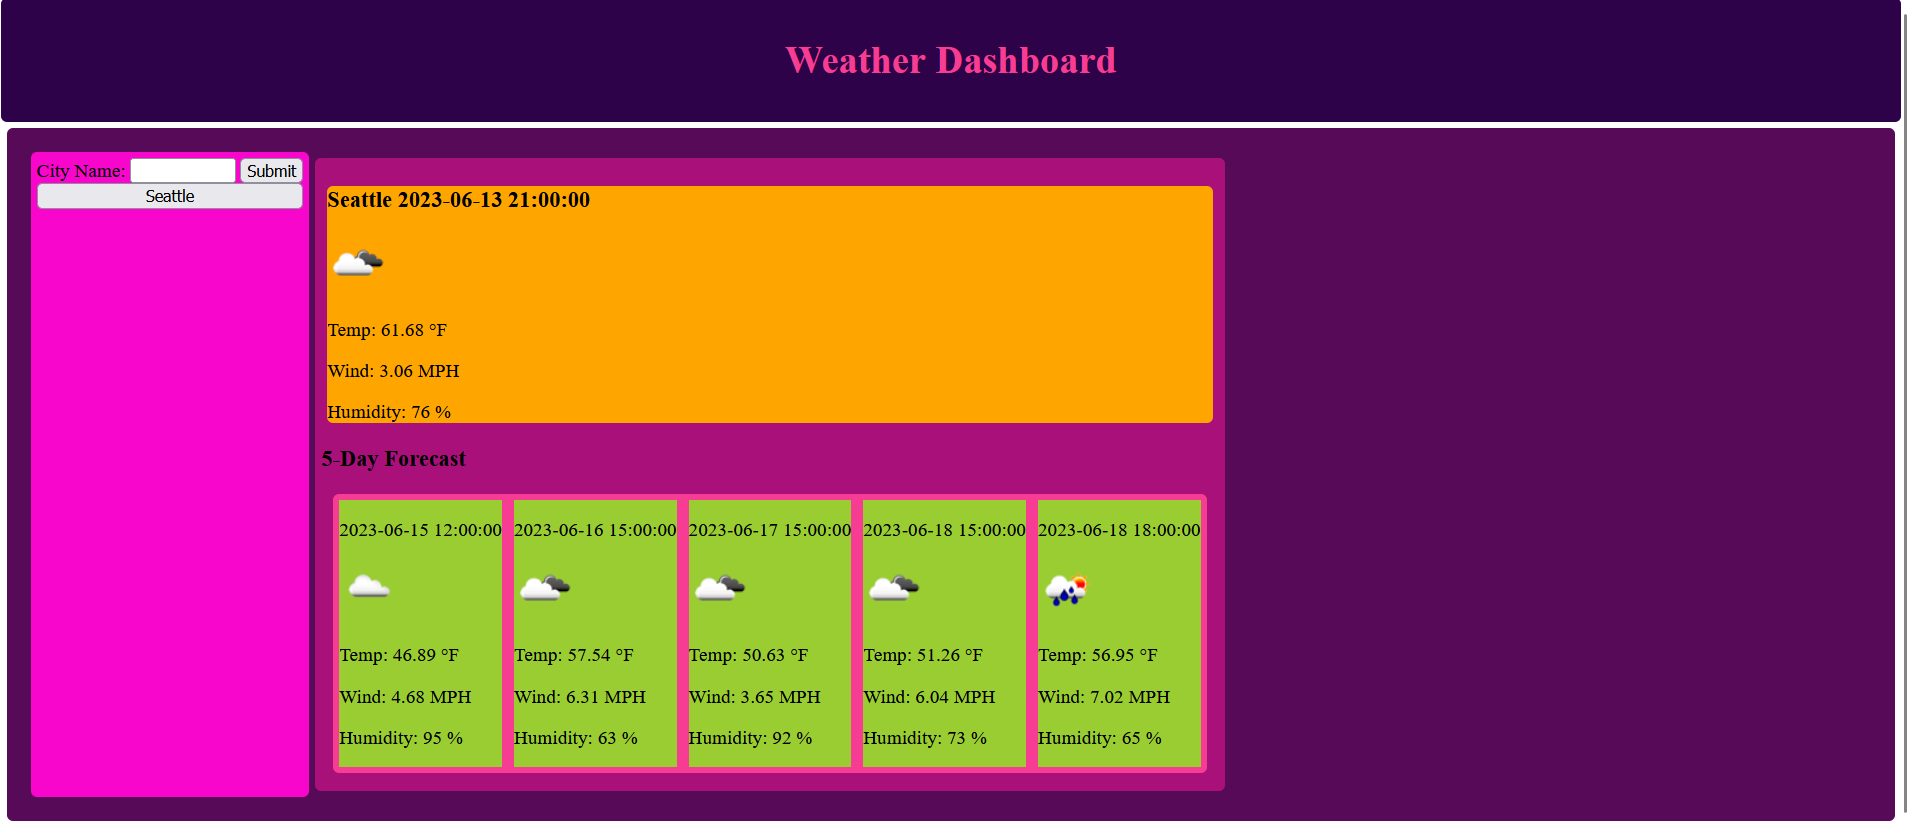 Weather Dashboard
City Name: Submit
Seattle
Seattle 2023-06-13 21:00:00
Temp: 61.68 °F
Wind: 3.06 MPH
Humidity: 76 %
5-Day Forecast
2023-06-15 12:00:00
Temp: 46.89 °F
Wind: 4.68 MPH
Humidity: 95 %
2023-06-16 15:00:00
Temp: 57.54 °F
Wind: 6.31 MPH
Humidity: 63 %
2023-06-17 15:00:00
Temp: 50.63 °F
Wind: 3.65 MPH
Humidity: 92 %
2023-06-18 15:00:00
Temp: 51.26 °F
Wind: 6.04 MPH
Humidity: 73 %
2023-06-18 18:00:00
Temp: 56.95 °F
Wind: 7.02 MPH
Humidity: 65 %